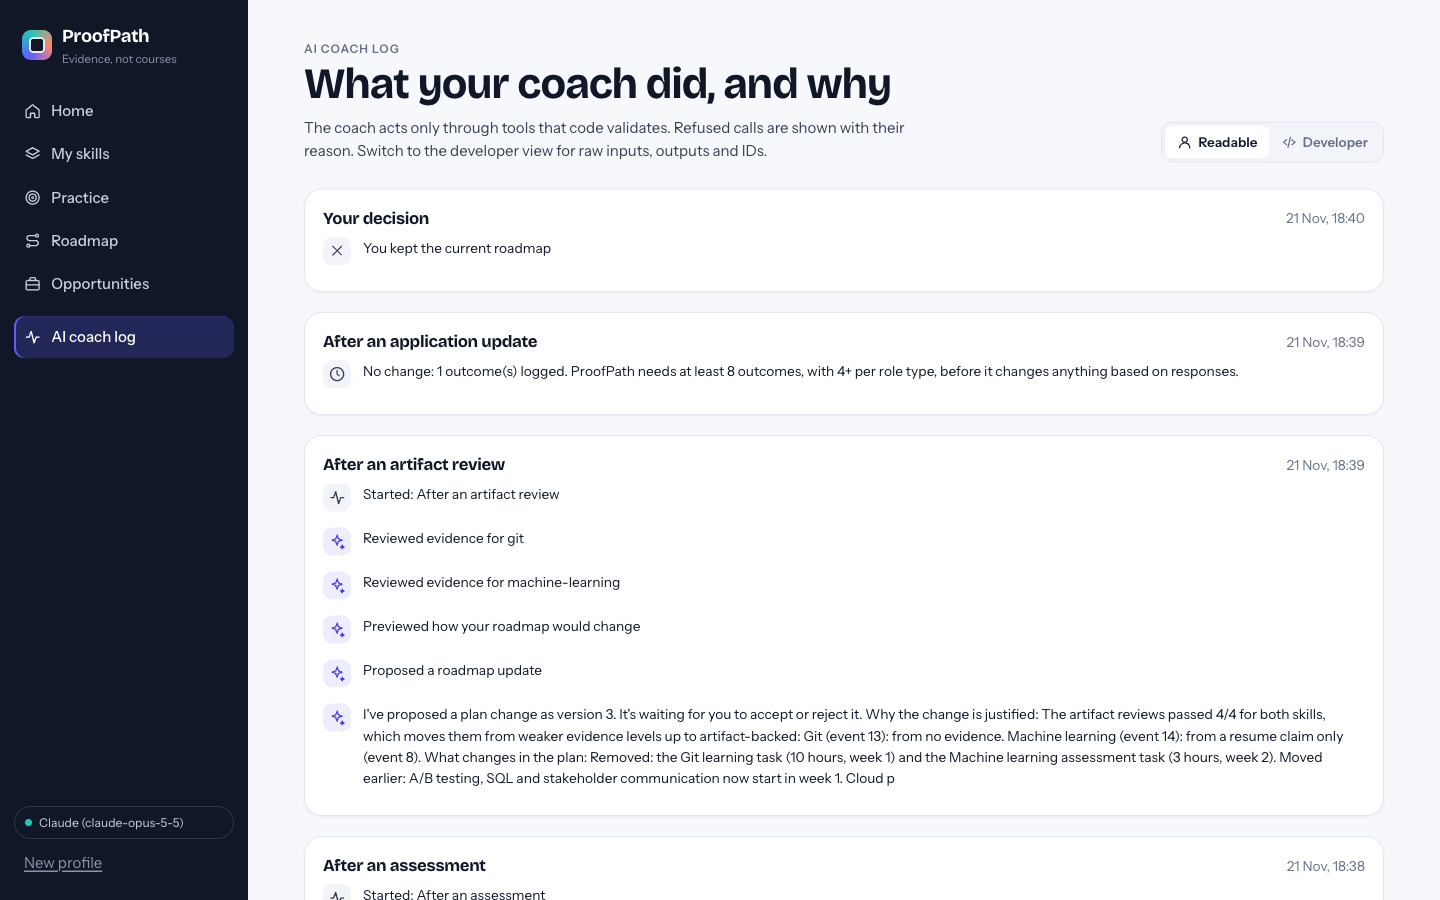 ProofPath
Evidence, not courses
Home
My skills
Practice
Roadmap
Opportunities
AI coach log
Claude (claude-opus-5-5)
New profile
AI COACH LOG
What your coach did, and why
The coach acts only through tools that code validates. Refused calls are shown with their
reason. Switch to the developer view for raw inputs, outputs and IDs.
Readable
Developer
Your decision
21 Nov, 18:40
You kept the current roadmap
After an application update
21 Nov, 18:39
No change: 1 outcome(s) logged. ProofPath needs at least 8 outcomes, with 4+ per role type, before it changes anything based on responses.
After an artifact review
21 Nov, 18:39
Started: After an artifact review
Reviewed evidence for git
Reviewed evidence for machine-learning
Previewed how your roadmap would change
Proposed a roadmap update
I've proposed a plan change as version 3. It's waiting for you to accept or reject it. Why the change is justified: The artifact reviews passed 4/4 for both skills,
which moves them from weaker evidence levels up to artifact-backed: Git (event 13): from no evidence. Machine learning (event 14): from a resume claim only
(event 8). What changes in the plan: Removed: the Git learning task (10 hours, week 1) and the Machine learning assessment task (3 hours, week 2). Moved
earlier: A/B testing, SQL and stakeholder communication now start in week 1. Cloud p
After an assessment
21 Nov, 18:38
Started: After an assessment